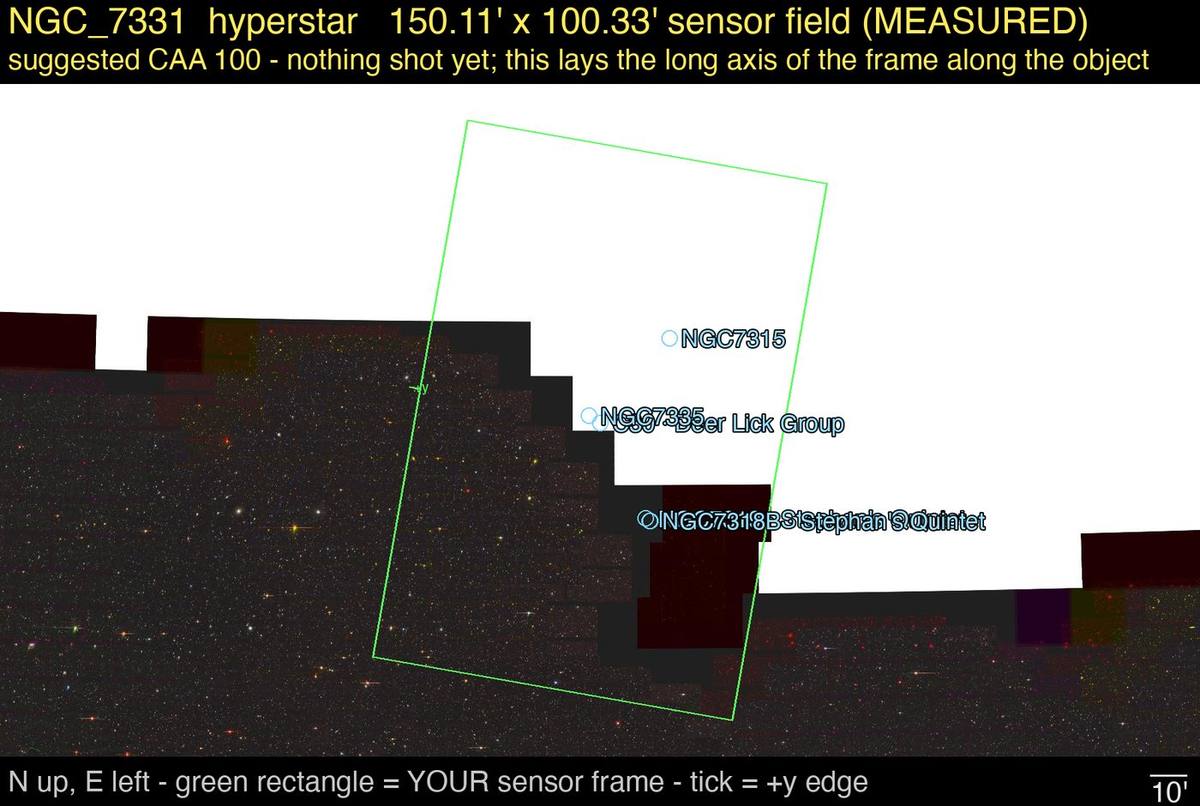 NGC_7331 hyperstar 150.11' x 100.33' sensor field (MEASURED)
suggested CAA 100 - nothing shot yet; this lays the long axis of the frame along the object
NGC7315
+y
NGC7335
Deer Lick Group
NGC7318B Stephan's Quintet
N up, E left - green rectangle = YOUR sensor frame - tick = +y edge
10'